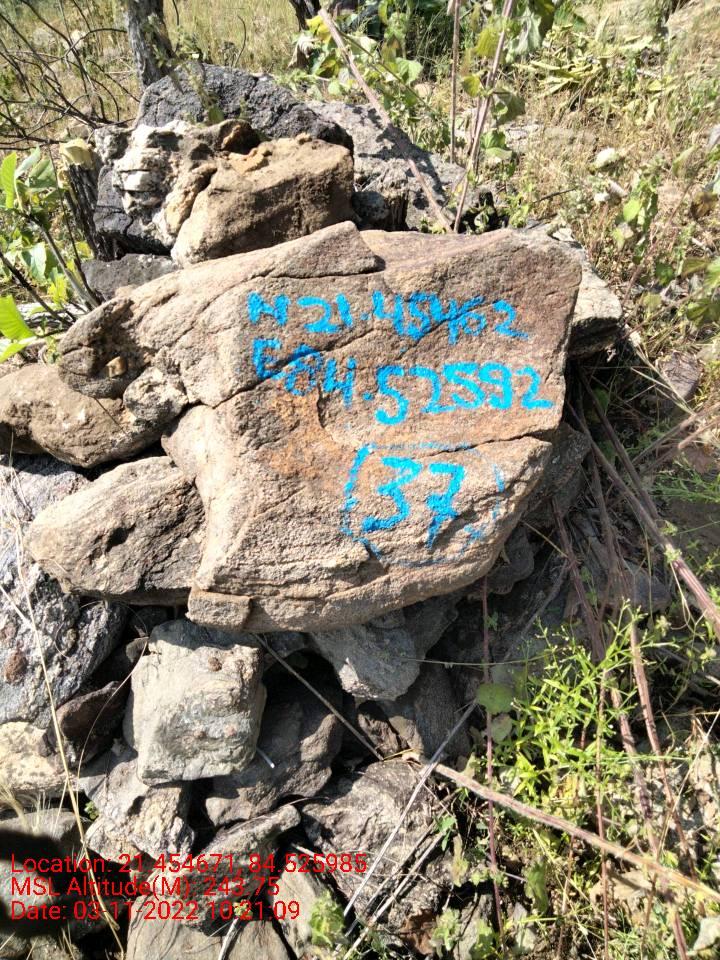 N 21.45462
E 84.52592
37
Location: 21.454671, 84.525985
MSL Altitude(M): 243.75
Date: 03-11-2022 10:21:09